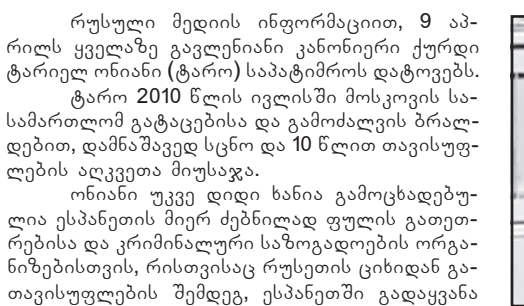 რუსული მედიის ინფორმაციით, 9 აპ-
რილს ყველაზე გავლენიანი კანონიერი ქურდი
ტარიელ ონიანი (ტარო) საპატიმროს დატოვებს.
ტარო 2010 წლის ივლისში მოსკოვის სა-
სამართლომ გატაცებისა და გამოძალვის ბრალ-
დებით, დამნაშავედ სცნო და 10 წლით თავისუფ-
ლების აღკვეთა მიუსაჯა.
ონიანი უკვე დიდი ხანია გამოცხადებუ-
ლია ესპანეთის მიერ ძებნილად ფულის გათეთ-
რებისა და კრიმინალური საზოგადოების ორგა-
ნიზებისთვის, რისთვისაც რუსეთის ციხიდან გა-
თავისუფლების შემდეგ, ესპანეთში გადაყვანა